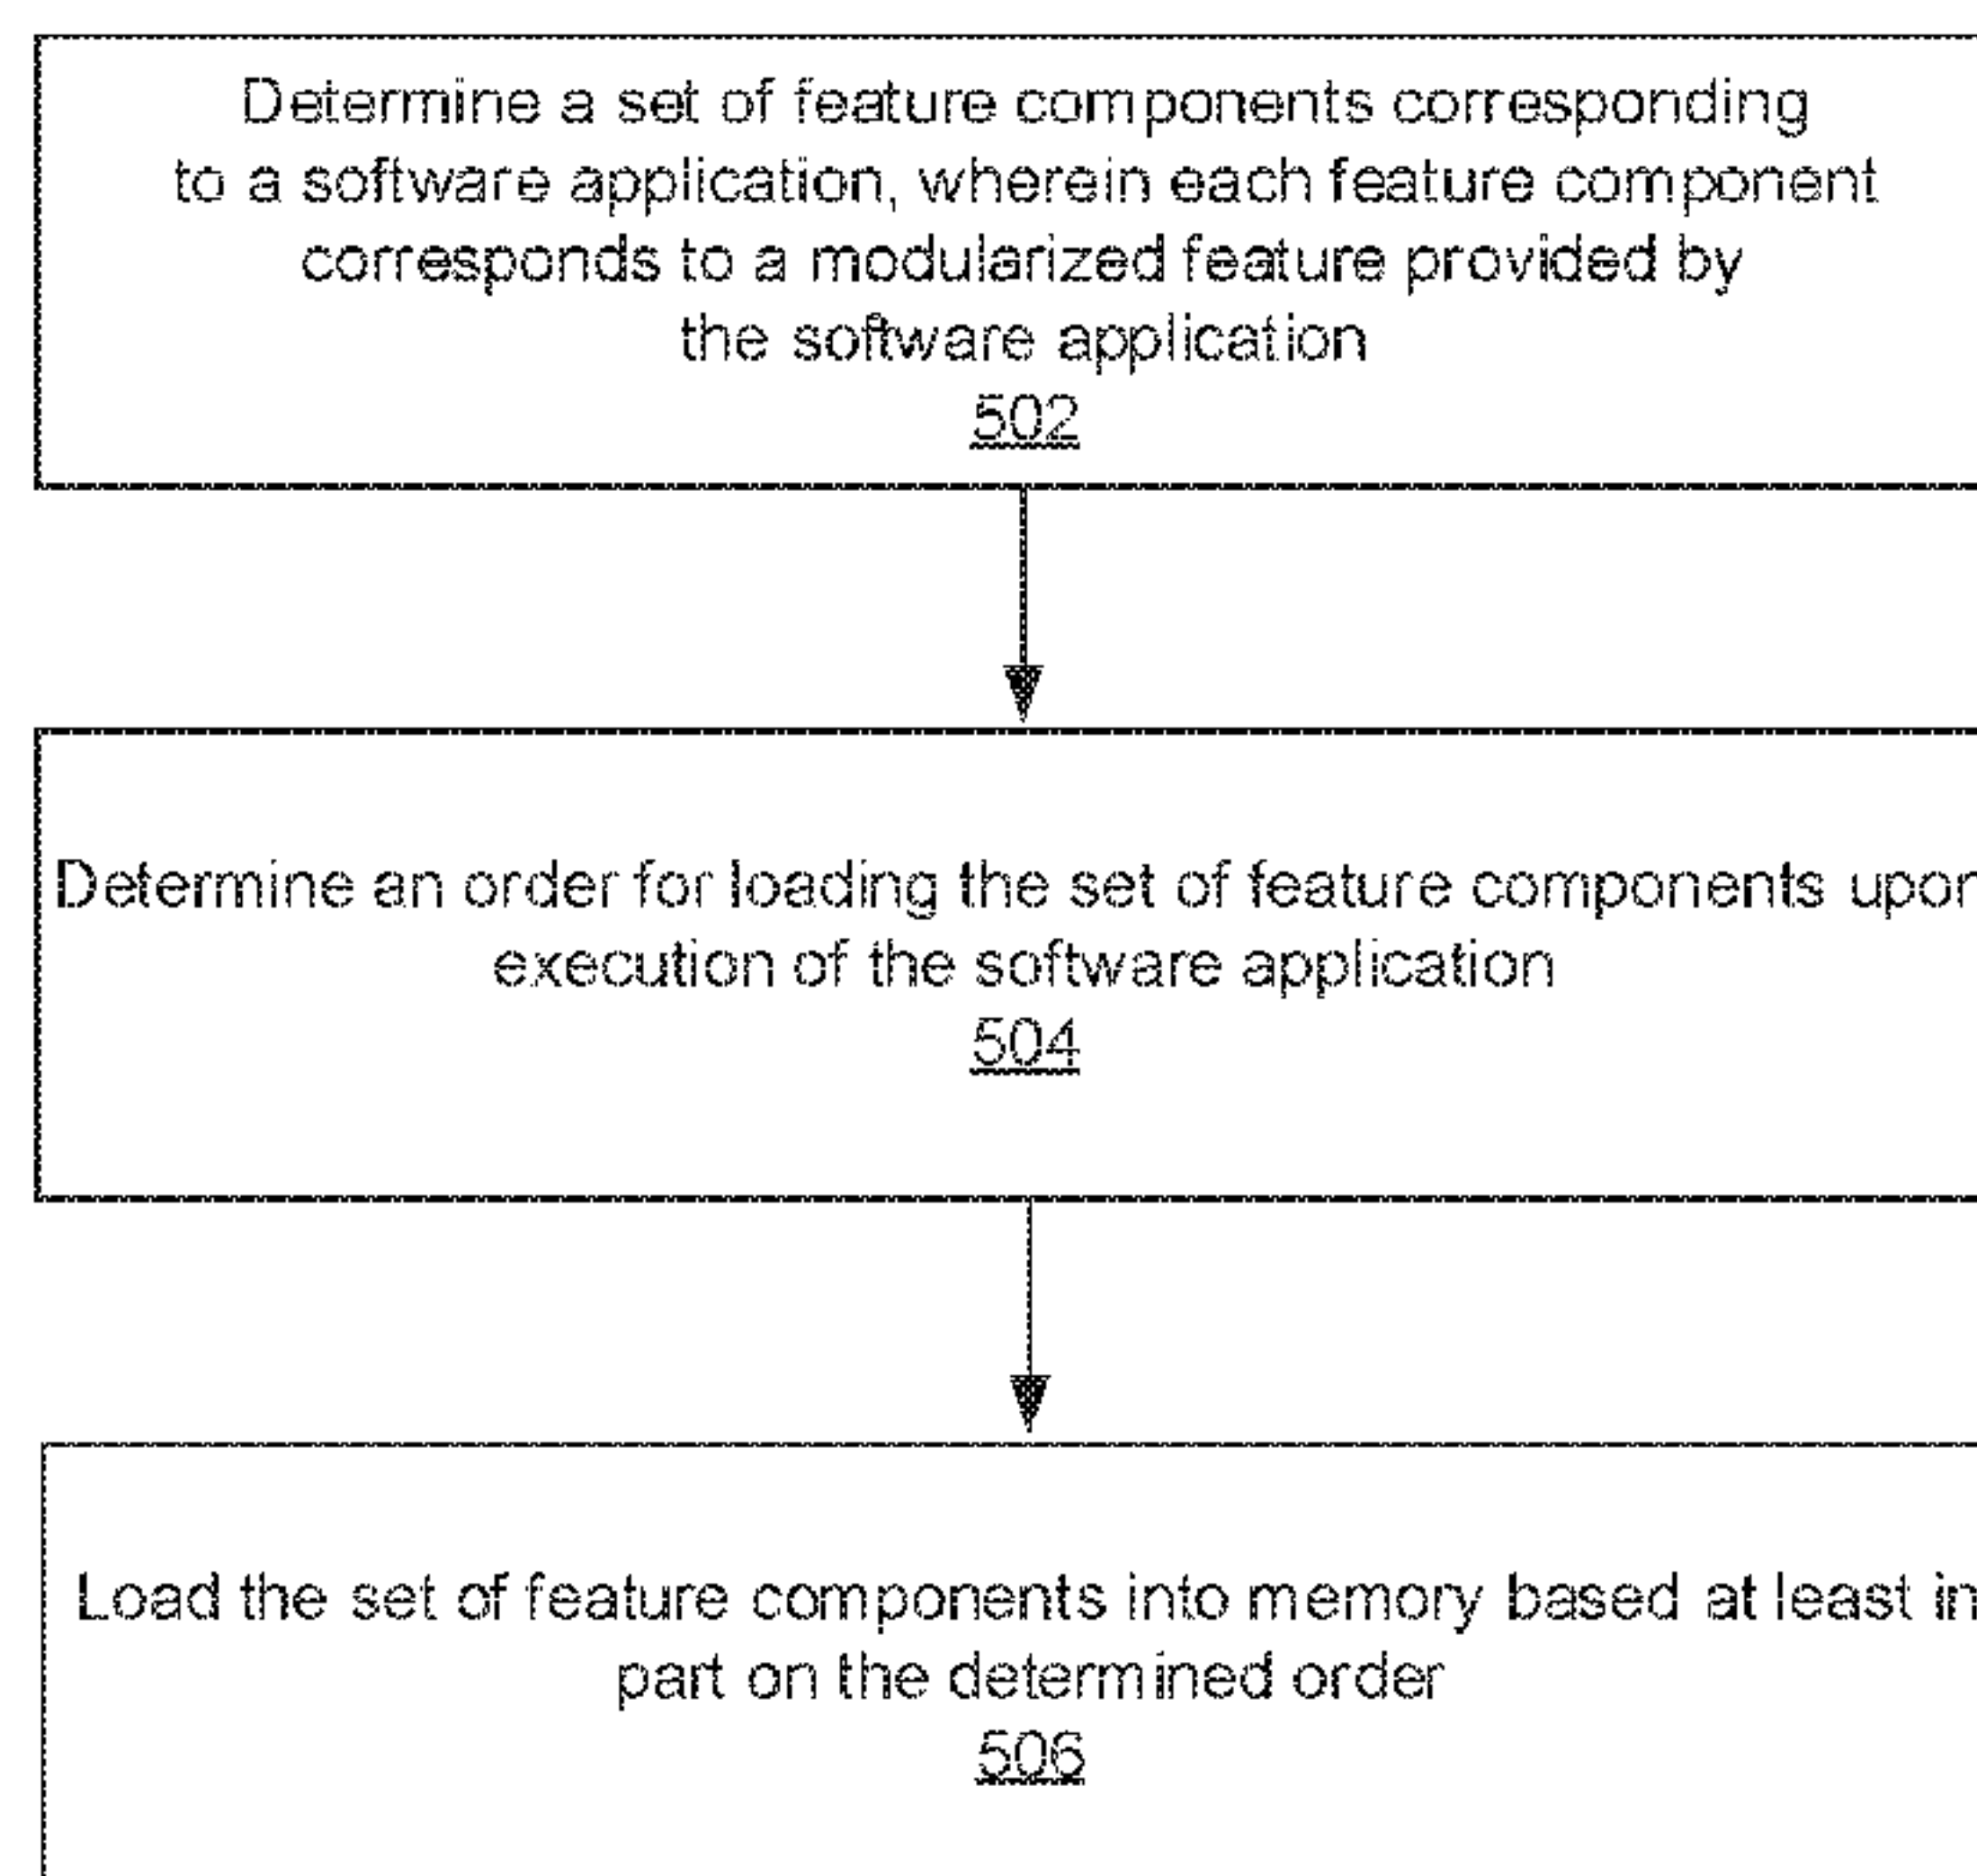 Determine a set of feature components corresponding
to a software application, wherein each feature component
corresponds to a modularized feature provided by
the software application
502
Determine an order for loading the set of feature components upon
execution of the software application
504
Load the set of feature components into memory based at least in
part on the determined order
506